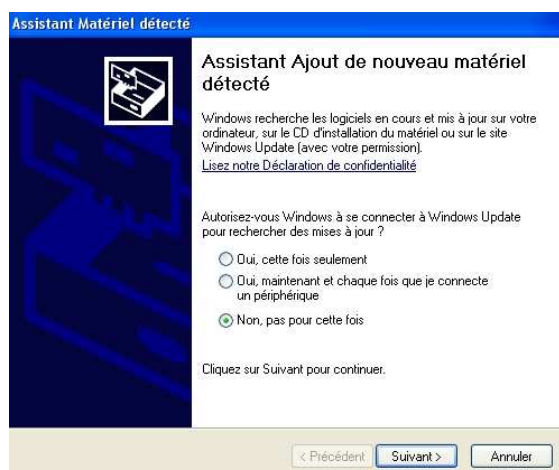 Assistant Matériel détecté
Assistant Ajout de nouveau matériel
détecté
Windows recherche les logiciels en cours et mis à jour sur votre
ordinateur, sur le CD d'installation du matériel ou sur le site
Windows Update (avec votre permission).
Lisez notre Déclaration de confidentialité
Autorisez-vous Windows à se connecter à Windows Update
pour rechercher des mises à jour ?
Oui, cette fois seulement
Oui, maintenant et chaque fois que je connecte
un périphérique
Non, pas pour cette fois
Cliquez sur Suivant pour continuer.
< Précédent Suivant > Annuler